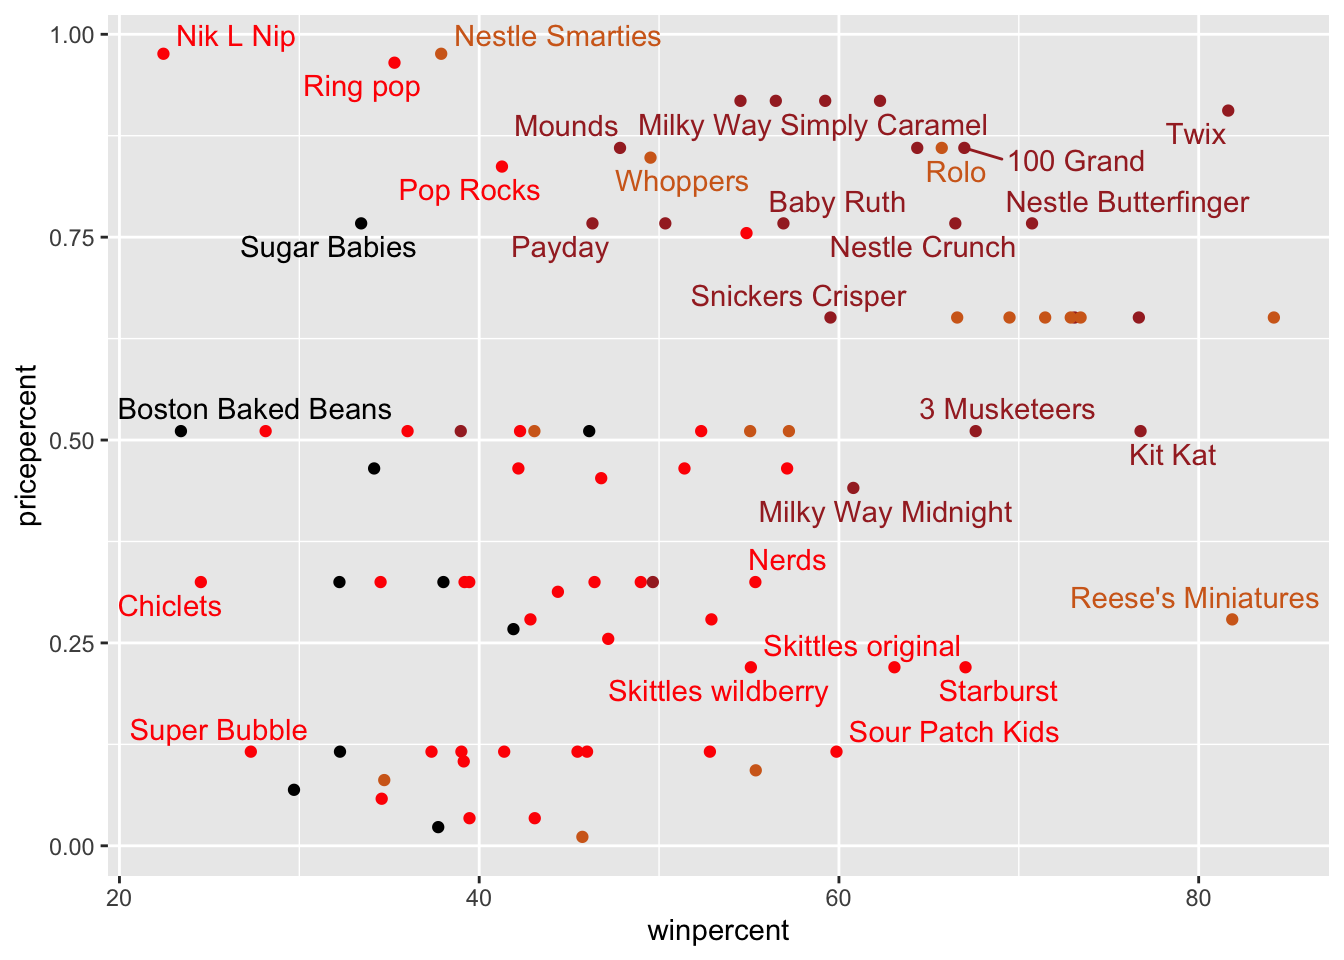 1.00
Nik L Nip
Nestle Smarties
Ring pop
Mounds
Milky Way Simply Caramel
Twix
100 Grand
Rolo
Whoppers
Pop Rocks
Baby Ruth
Nestle Butterfinger
0.75
Sugar Babies
Payday
Nestle Crunch
Snickers Crisper
pricepercent
Boston Baked Beans
3 Musketeers
0.50
Kit Kat
Milky Way Midnight
Nerds
Chiclets
Reese's Miniatures
0.25
Skittles original
Skittles wildberry
Starburst
Super Bubble
Sour Patch Kids
0.00
20
40
60
80
winpercent